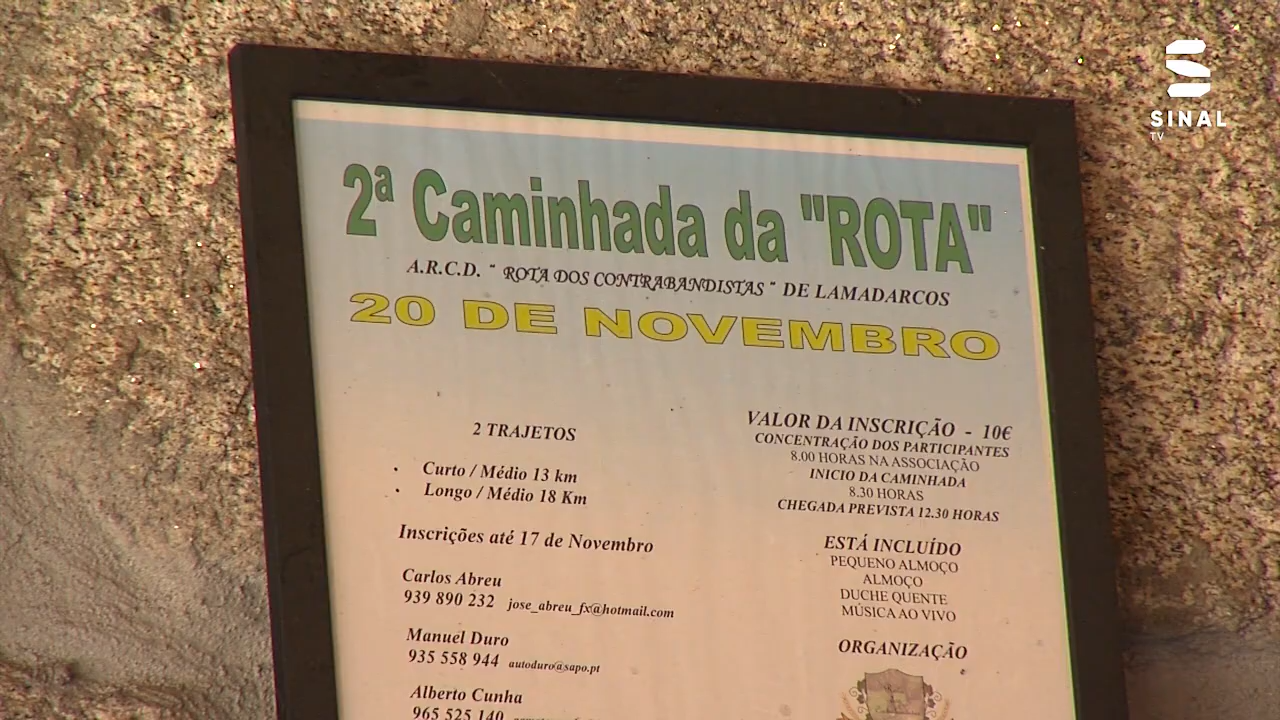 SINAL
TV
2ª Caminhada da "ROTA"
A.R.C.D. " ROTA DOS CONTRABANDISTAS " DE LAMADARCOS
20 DE NOVEMBRO
2 TRAJETOS
· Curto / Médio 13 km
· Longo / Médio 18 Km
Inscrições até 17 de Novembro
Carlos Abreu
939 890 232 jose_abreu_fx@hotmail.com
Manuel Duro
935 558 944 autoduro@sapo.pt
Alberto Cunha
965 525 140
VALOR DA INSCRIÇÃO - 10€
CONCENTRAÇÃO DOS PARTICIPANTES
8.00 HORAS NA ASSOCIAÇÃO
INICIO DA CAMINHADA
8.30 HORAS
CHEGADA PREVISTA 12.30 HORAS
ESTÁ INCLUÍDO
PEQUENO ALMOÇO
ALMOÇO
DUCHE QUENTE
MÚSICA AO VIVO
ORGANIZAÇÃO